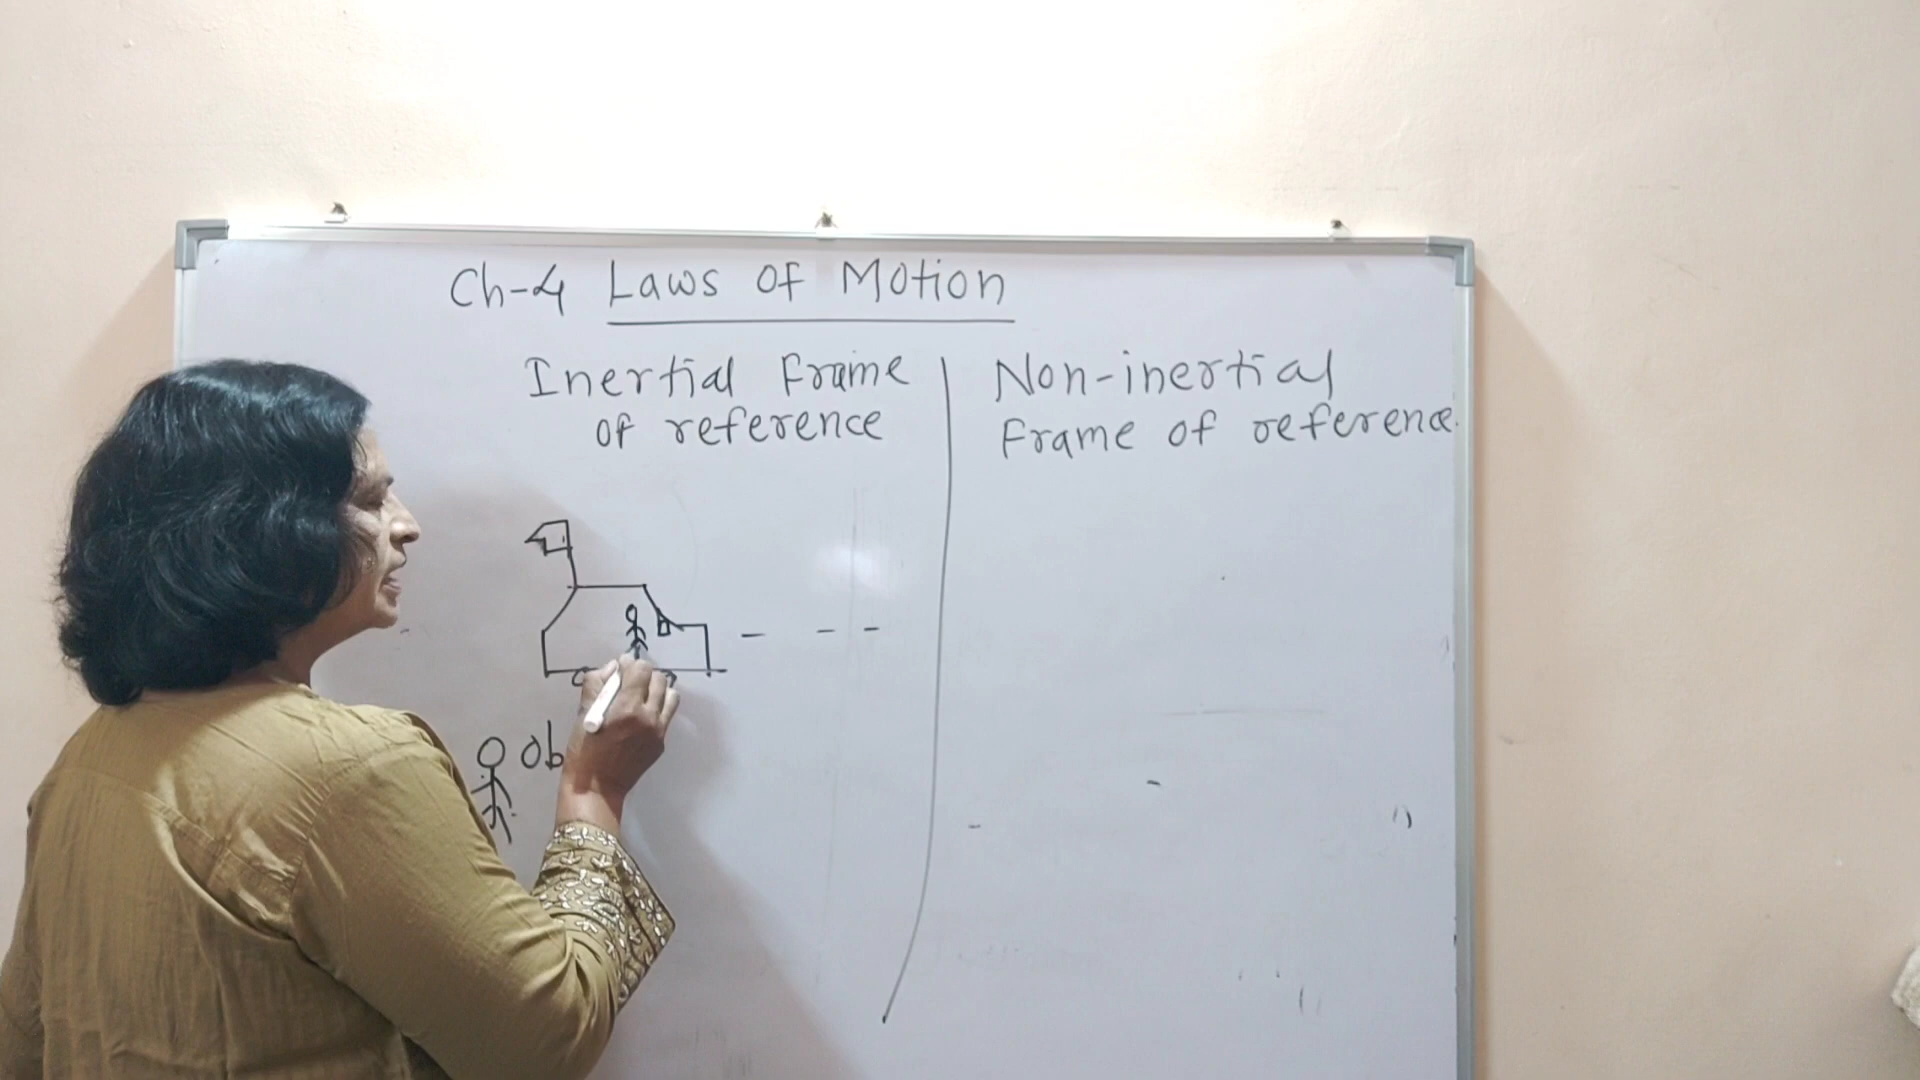 Ch-4 Laws of Motion
Inertial Frame
of reference
Non-inertial
Frame of reference.
Ob